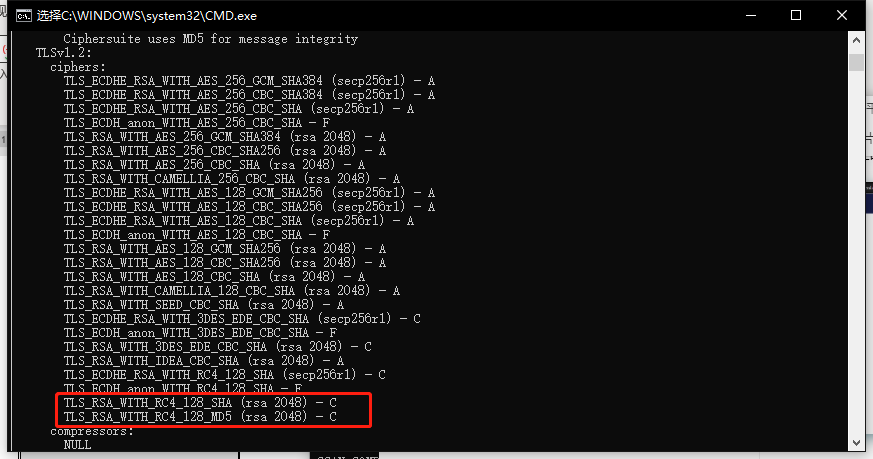 选择C:\WINDOWS\system32\CMD.exe
Ciphersuite uses MD5 for message integrity
TLSv1.2:
ciphers:
TLS_ECDHE_RSA_WITH_AES_256_GCM_SHA384 (secp256r1) - A
TLS_ECDHE_RSA_WITH_AES_256_CBC_SHA384 (secp256r1) - A
TLS_ECDHE_RSA_WITH_AES_256_CBC_SHA (secp256r1) - A
TLS_ECDH_anon_WITH_AES_256_CBC_SHA - F
TLS_RSA_WITH_AES_256_GCM_SHA384 (rsa 2048) - A
TLS_RSA_WITH_AES_256_CBC_SHA256 (rsa 2048) - A
TLS_RSA_WITH_AES_256_CBC_SHA (rsa 2048) - A
TLS_RSA_WITH_CAMELLIA_256_CBC_SHA (rsa 2048) - A
TLS_ECDHE_RSA_WITH_AES_128_GCM_SHA256 (secp256r1) - A
TLS_ECDHE_RSA_WITH_AES_128_CBC_SHA256 (secp256r1) - A
TLS_ECDHE_RSA_WITH_AES_128_CBC_SHA (secp256r1) - A
TLS_ECDH_anon_WITH_AES_128_CBC_SHA - F
TLS_RSA_WITH_AES_128_GCM_SHA256 (rsa 2048) - A
TLS_RSA_WITH_AES_128_CBC_SHA256 (rsa 2048) - A
TLS_RSA_WITH_AES_128_CBC_SHA (rsa 2048) - A
TLS_RSA_WITH_CAMELLIA_128_CBC_SHA (rsa 2048) - A
TLS_RSA_WITH_SEED_CBC_SHA (rsa 2048) - A
TLS_ECDHE_RSA_WITH_3DES_EDE_CBC_SHA (secp256r1) - C
TLS_ECDH_anon_WITH_3DES_EDE_CBC_SHA - F
TLS_RSA_WITH_3DES_EDE_CBC_SHA (rsa 2048) - C
TLS_RSA_WITH_IDEA_CBC_SHA (rsa 2048) - A
TLS_ECDHE_RSA_WITH_RC4_128_SHA (secp256r1) - C
TLS_ECDH_anon_WITH_RC4_128_SHA - F
TLS_RSA_WITH_RC4_128_SHA (rsa 2048) - C
TLS_RSA_WITH_RC4_128_MD5 (rsa 2048) - C
compressors:
NULL